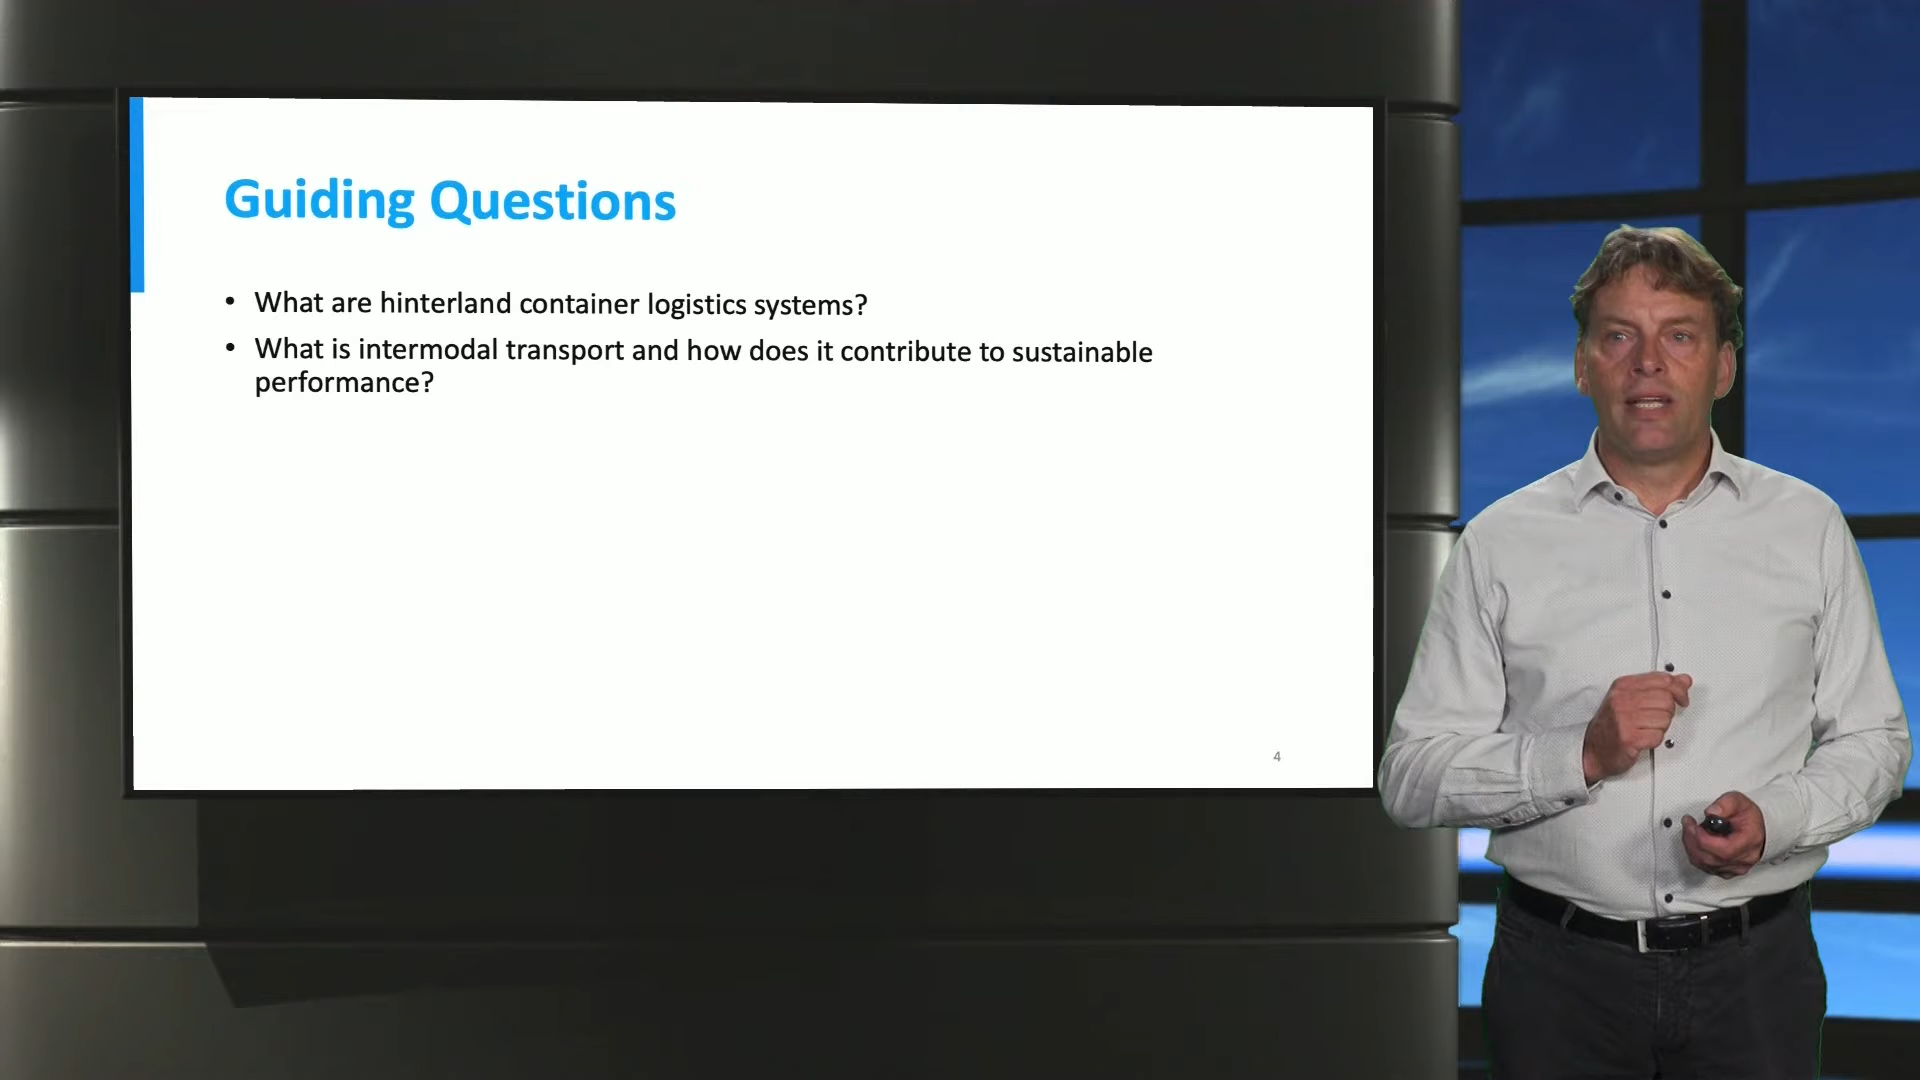 Guiding Questions
• What are hinterland container logistics systems?
• What is intermodal transport and how does it contribute to sustainable
performance?
4